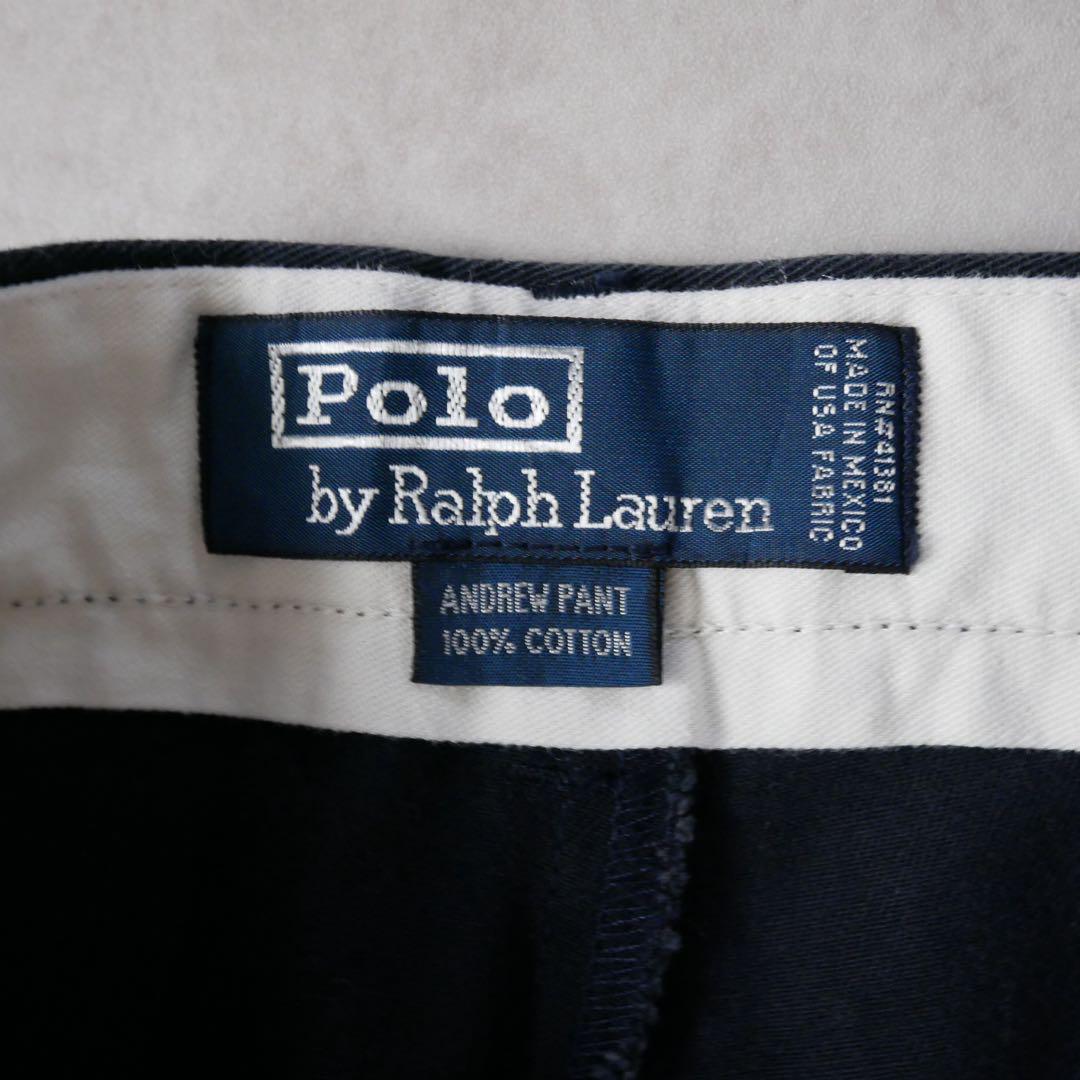 Polo
by Ralph Lauren
RN#41381
MADE IN MEXICO
OF USA FABRIC
ANDREW PANT
100% COTTON